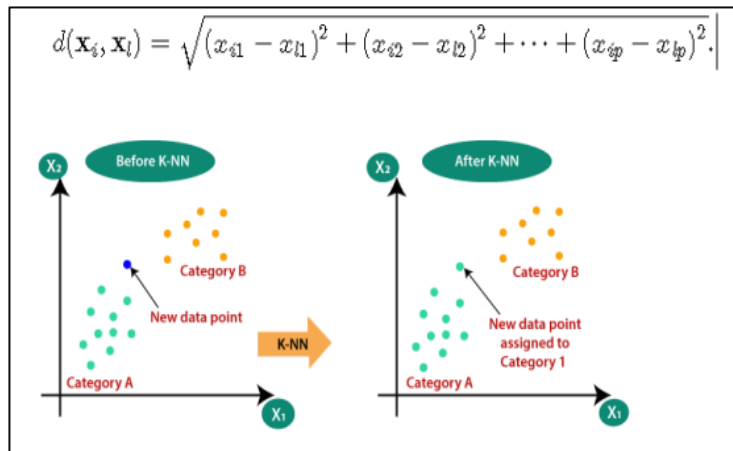 d(𝐱ᵢ, 𝐱ₗ) = √((xᵢ₁ − xₗ₁)² + (xᵢ₂ − xₗ₂)² + ⋯ + (xᵢₚ − xₗₚ)²).
Before K-NN
X₂
Category B
New data point
Category A
X₁
K-NN
After K-NN
X₂
Category B
New data point
assigned to
Category 1
Category A
X₁